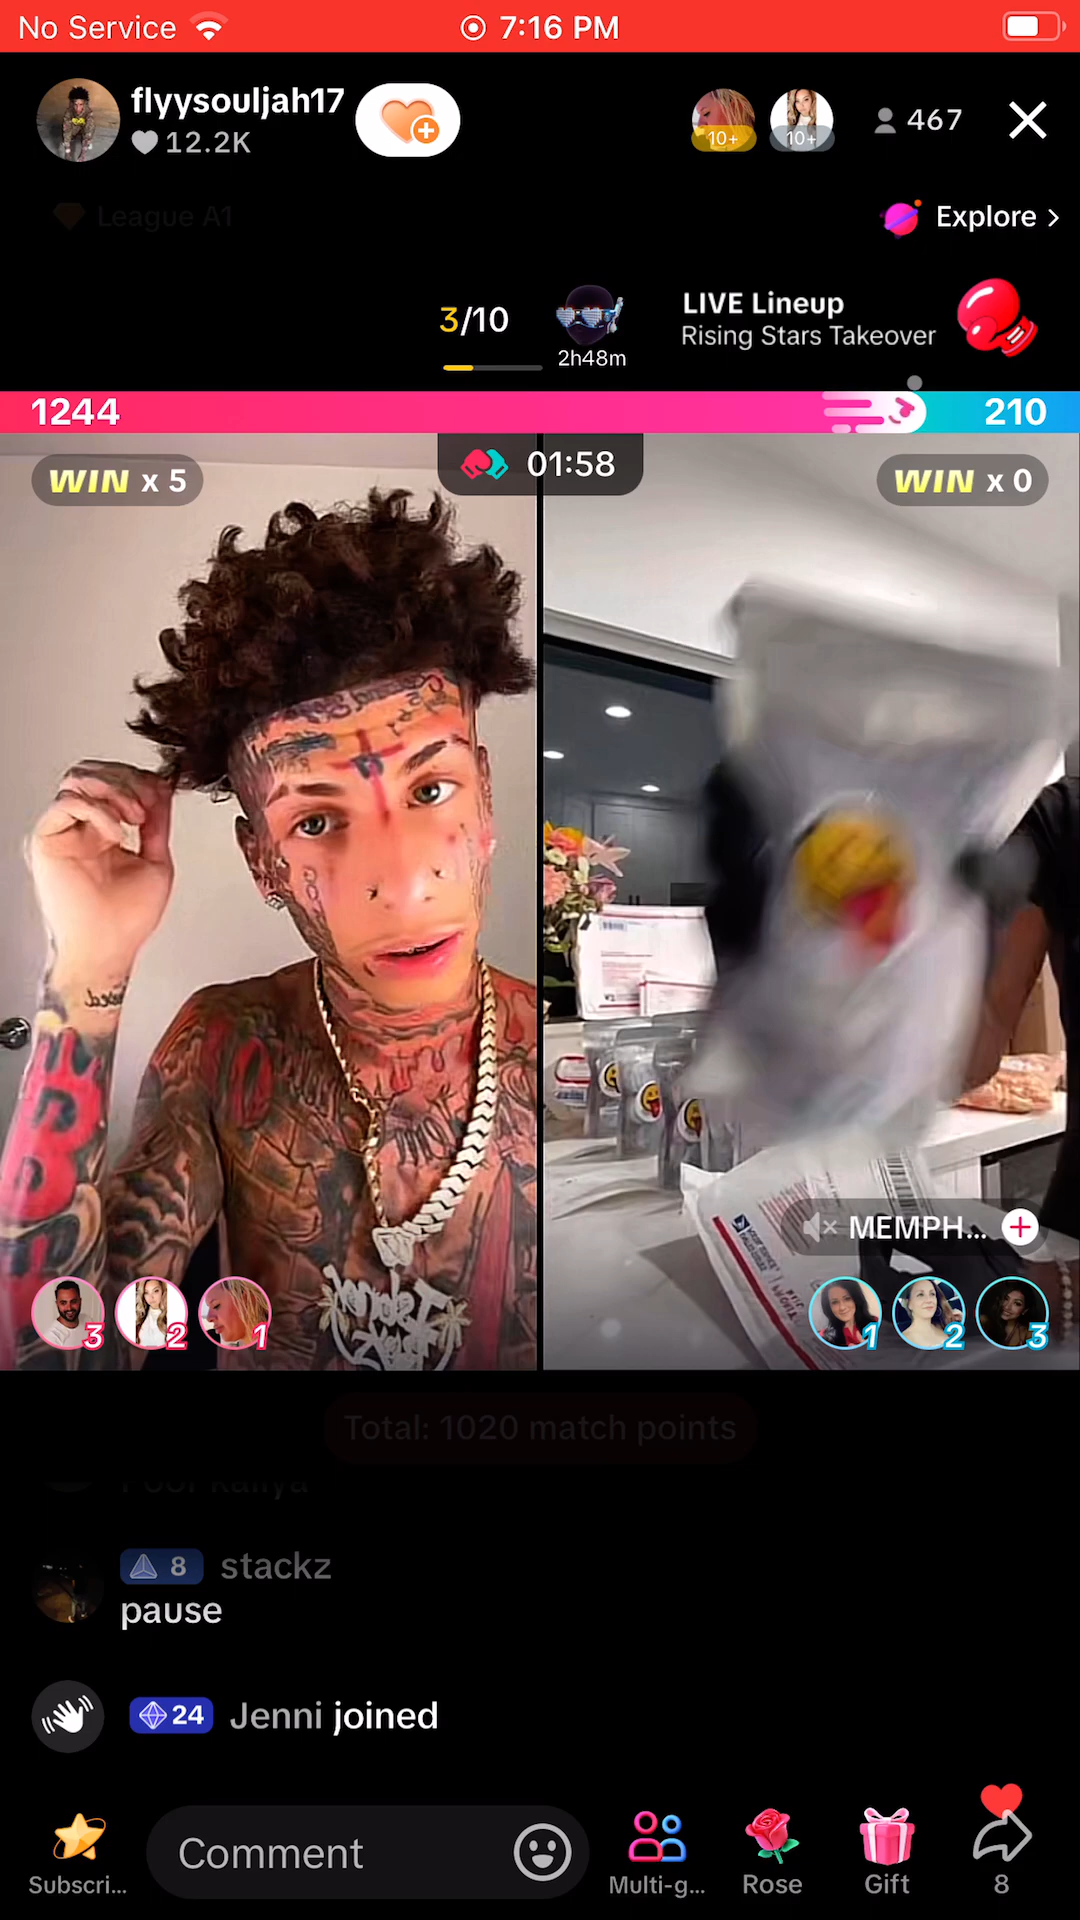 No Service
7:16 PM
flyysouljah17
12.2K
10+
10+
467
League A1
Explore >
3/10
2h48m
LIVE Lineup
Rising Stars Takeover
1244
210
WIN x 5
01:58
WIN x 0
MEMPH...
3
2
1
1
2
3
Total: 1020 match points
8 stackz
pause
24 Jenni joined
Subscri...
Comment
Multi-g...
Rose
Gift
8